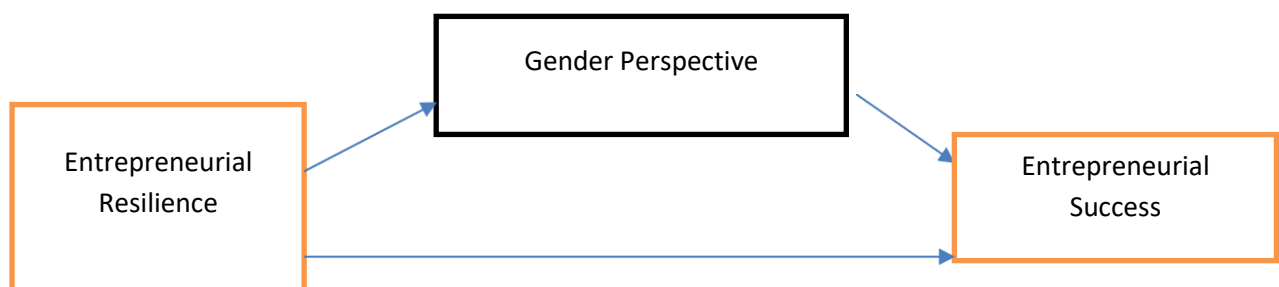 Gender Perspective
Entrepreneurial
Resilience
Entrepreneurial
Success